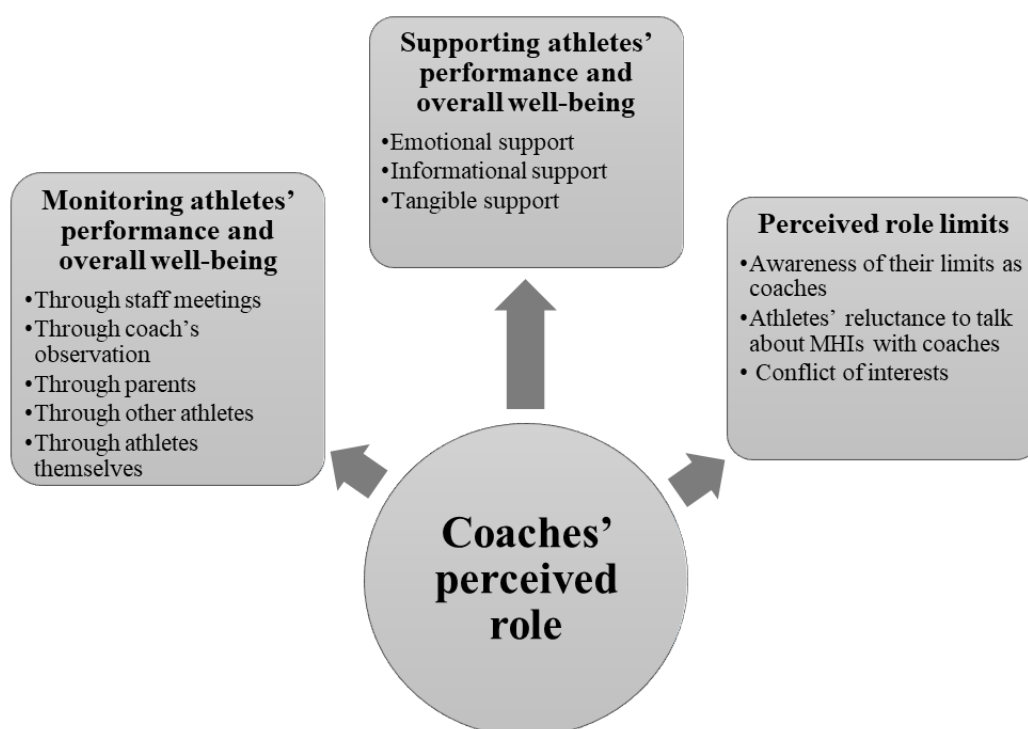 Supporting athletes’
performance and
overall well-being
•Emotional support
•Informational support
•Tangible support
Monitoring athletes’
performance and
overall well-being
•Through staff meetings
•Through coach’s
observation
•Through parents
•Through other athletes
•Through athletes
themselves
Perceived role limits
•Awareness of their limits as
coaches
•Athletes’ reluctance to talk
about MHIs with coaches
• Conflict of interests
Coaches’
perceived
role